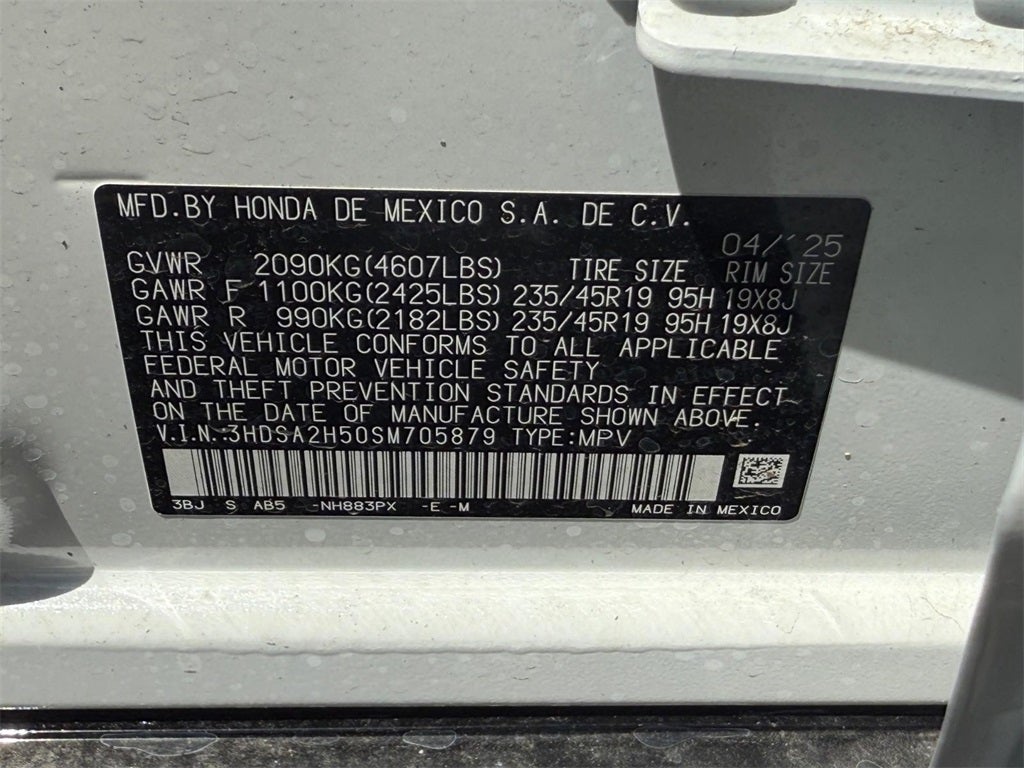 MFD.BY HONDA DE MEXICO S.A. DE C.V.
04/'25
GVWR 2090KG(4607LBS) TIRE SIZE RIM SIZE
GAWR F 1100KG(2425LBS) 235/45R19 95H 19X8J
GAWR R 990KG(2182LBS) 235/45R19 95H 19X8J
THIS VEHICLE CONFORMS TO ALL APPLICABLE
FEDERAL MOTOR VEHICLE SAFETY
AND THEFT PREVENTION STANDARDS IN EFFECT
ON THE DATE OF MANUFACTURE SHOWN ABOVE.
V.I.N.:3HDSA2H50SM705879 TYPE:MPV
3BJ S AB5 -NH883PX -E -M MADE IN MEXICO